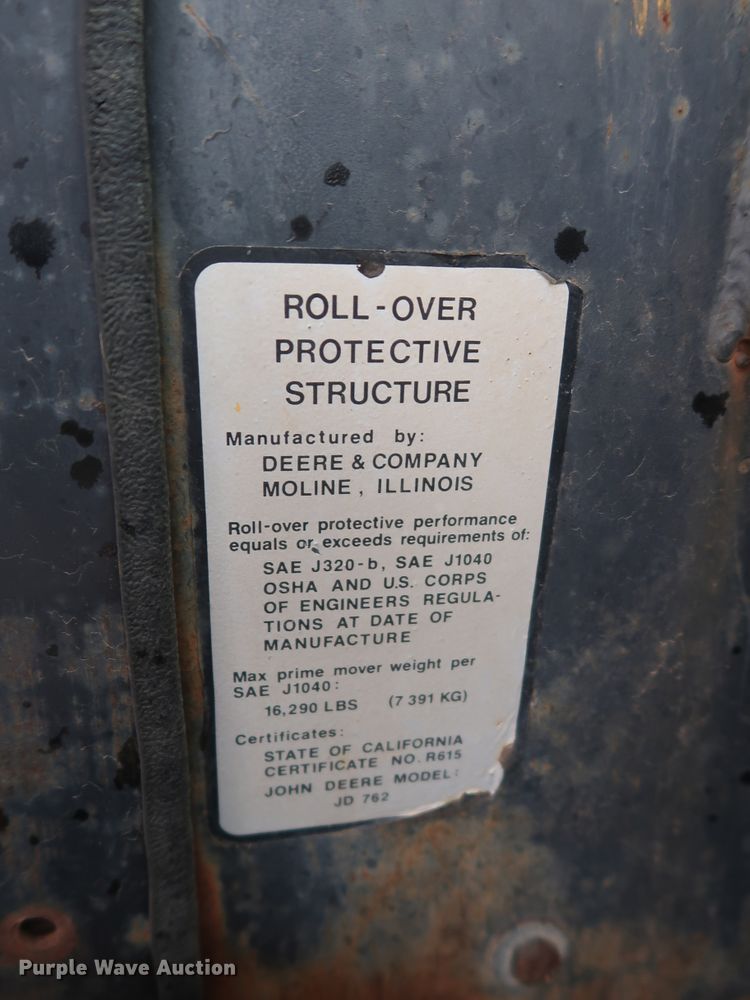 ROLL-OVER
PROTECTIVE
STRUCTURE
Manufactured by:
DEERE & COMPANY
MOLINE, ILLINOIS
Roll-over protective performance
equals or exceeds requirements of:
SAE J320-b, SAE J1040
OSHA AND U.S. CORPS
OF ENGINEERS REGULA-
TIONS AT DATE OF
MANUFACTURE
Max prime mover weight per
SAE J1040:
16,290 LBS (7 391 KG)
Certificates:
STATE OF CALIFORNIA
CERTIFICATE NO. R615
JOHN DEERE MODEL:
JD 762
Purple Wave Auction